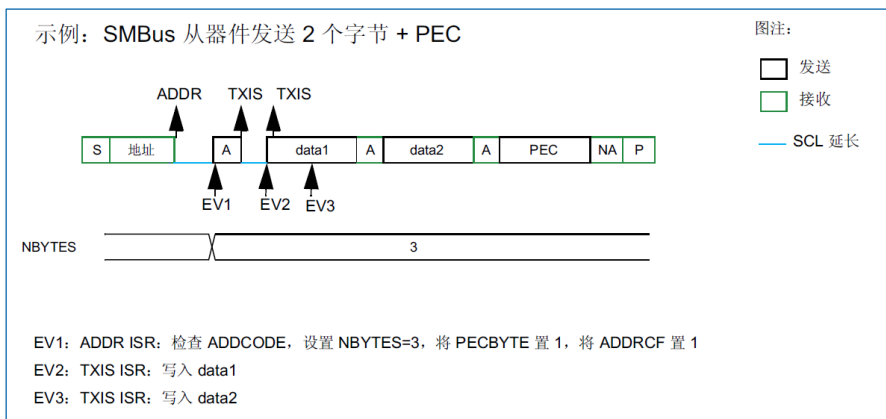 示例：SMBus 从器件发送 2 个字节 + PEC
图注：
发送
接收
SCL 延长
ADDR TXIS TXIS
S 地址 A data1 A data2 A PEC NA P
EV1 EV2 EV3
NBYTES 3
EV1：ADDR ISR：检查 ADDCODE，设置 NBYTES=3，将 PECBYTE 置 1，将 ADDRCF 置 1
EV2：TXIS ISR：写入 data1
EV3：TXIS ISR：写入 data2